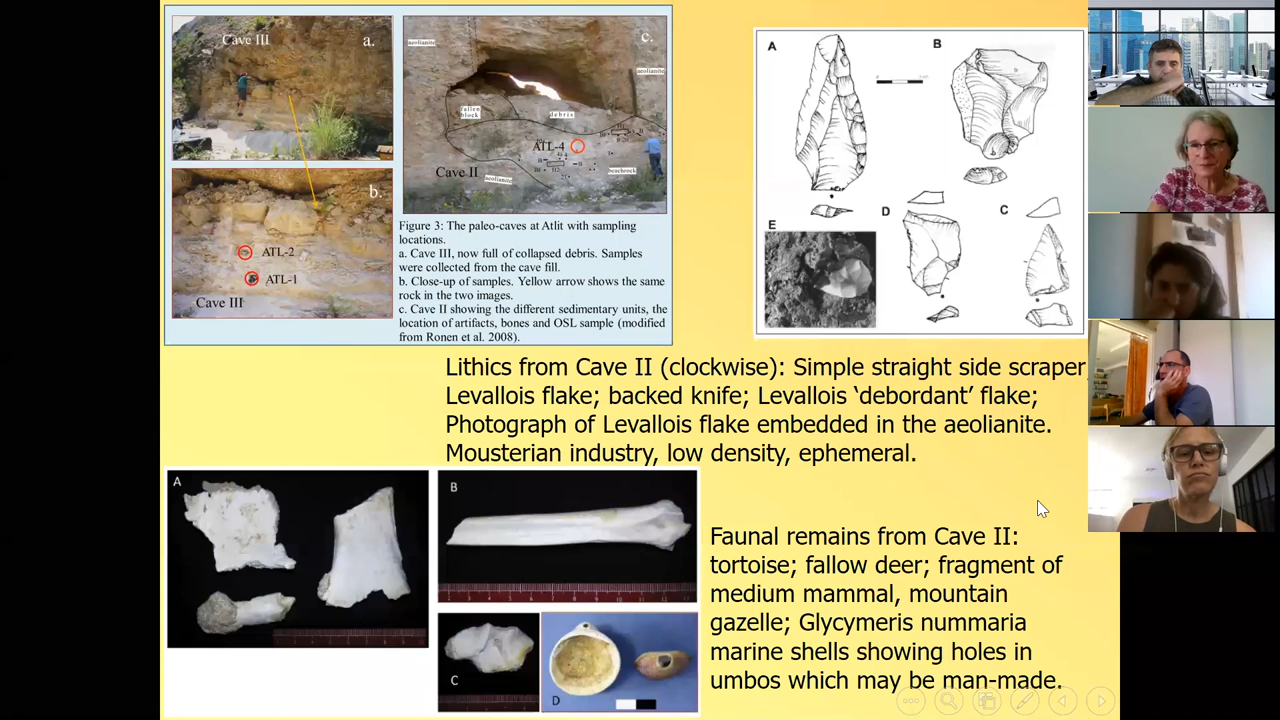 Cave III
a.
aeolianite
c.
aeolianite
fallen
block
debris
ATL-4
Cave II
aeolianite
beachrock
b.
ATL-2
ATL-1
Cave III
Figure 3: The paleo-caves at Atlit with sampling
locations.
a. Cave III, now full of collapsed debris. Samples
were collected from the cave fill.
b. Close-up of samples. Yellow arrow shows the same
rock in the two images.
c. Cave II showing the different sedimentary units, the
location of artifacts, bones and OSL sample (modified
from Ronen et al. 2008).
A
B
E
D
C
Lithics from Cave II (clockwise): Simple straight side scraper
Levallois flake; backed knife; Levallois ‘debordant’ flake;
Photograph of Levallois flake embedded in the aeolianite.
Mousterian industry, low density, ephemeral.
A
B
C
D
Faunal remains from Cave II:
tortoise; fallow deer; fragment of
medium mammal, mountain
gazelle; Glycymeris nummaria
marine shells showing holes in
umbos which may be man-made.